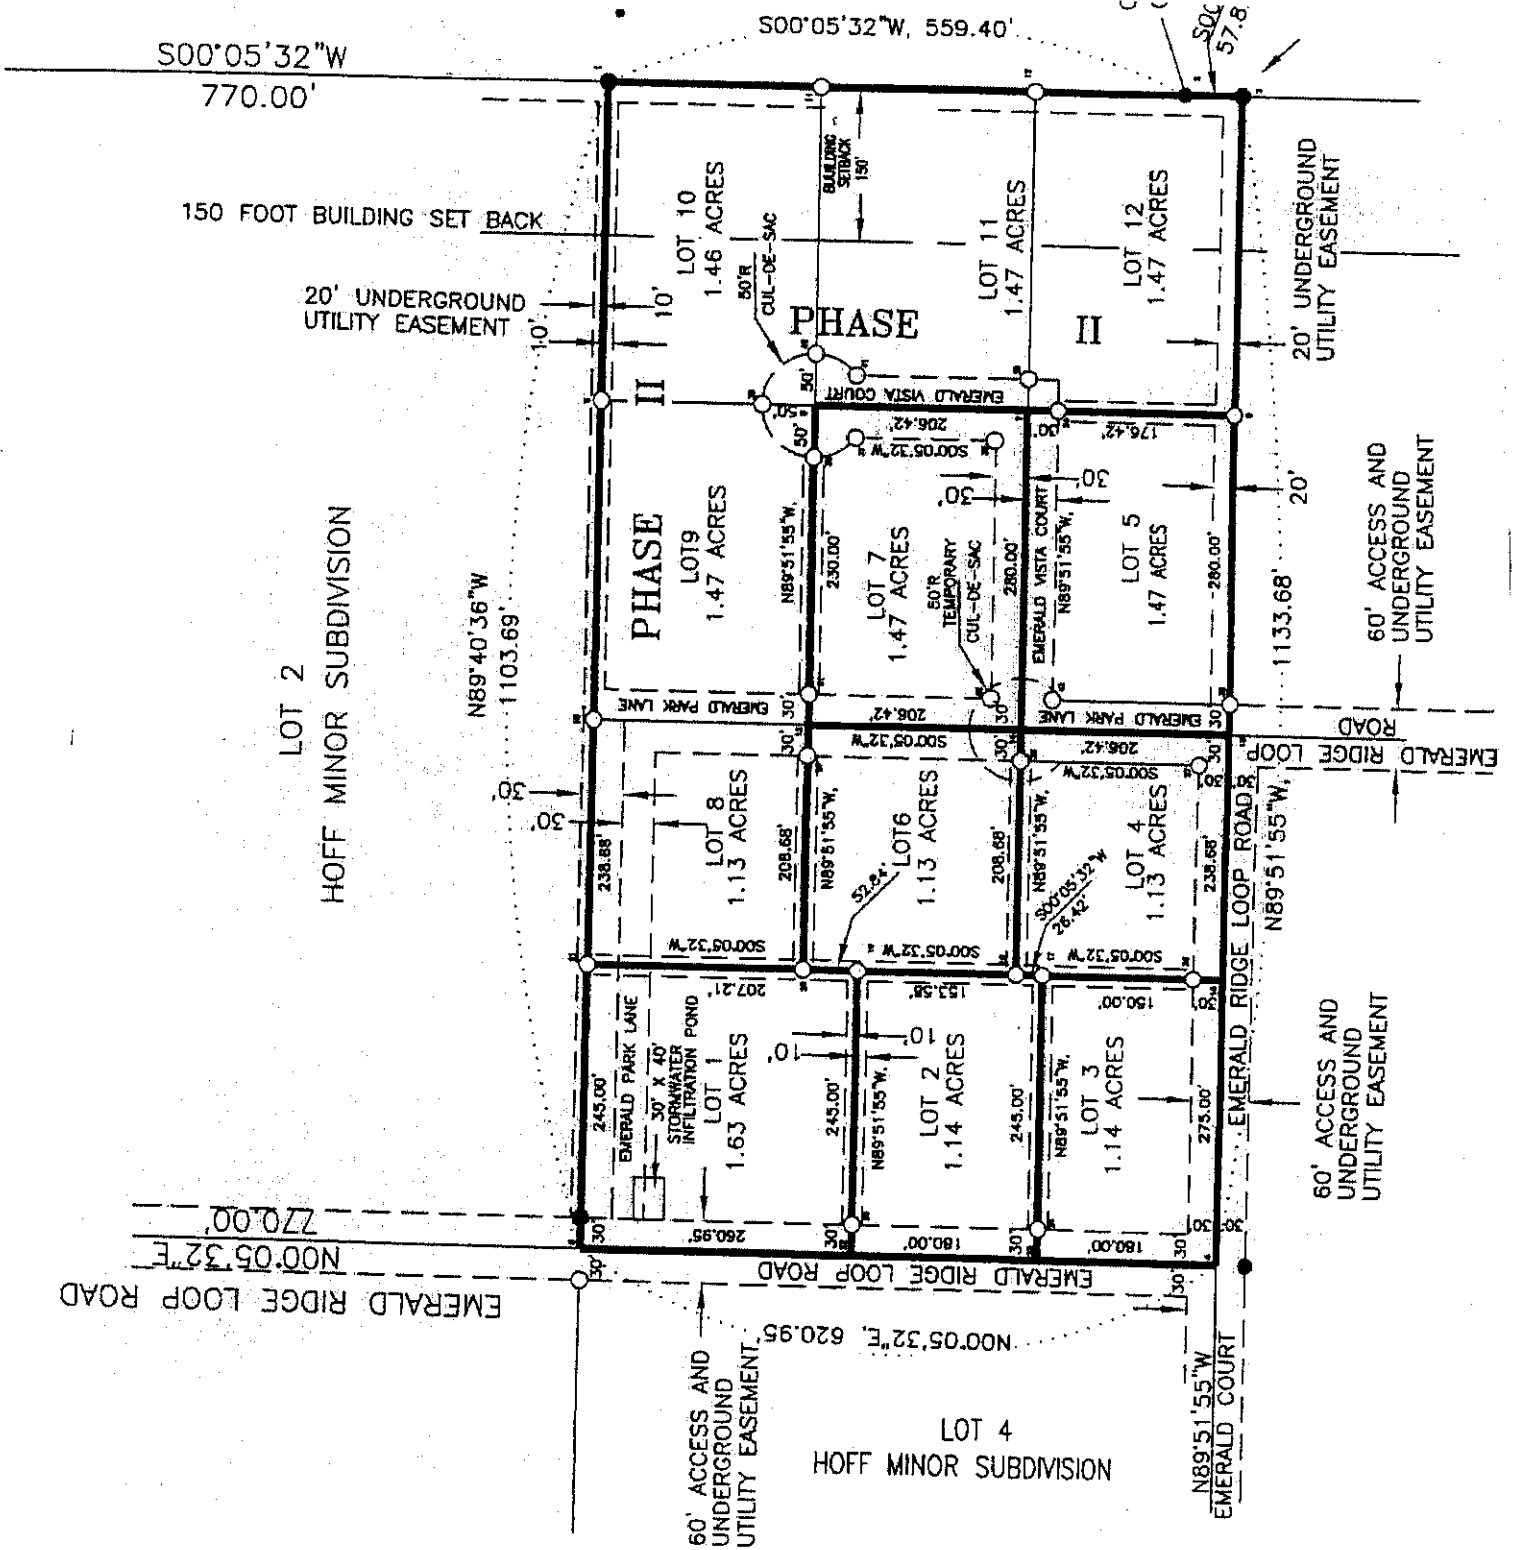 S00°05'32"W, 559.40'
57.8
S00°05'32"W
770.00'
150 FOOT BUILDING SET BACK
20' UNDERGROUND
UTILITY EASEMENT
10'
10'
LOT 10
1.46 ACRES
BUILDING
SETBACK
150'
50'R
CUL-DE-SAC
LOT 11
1.47 ACRES
LOT 12
1.47 ACRES
20' UNDERGROUND
UTILITY EASEMENT
PHASE II
PHASE II
50'
50'
50'
EMERALD VISTA COURT
206.42'
S00°05'32"W
30'
176.42'
LOT 2
HOFF MINOR SUBDIVISION
N89°40'36"W
1103.69'
LOT9
1.47 ACRES
N89°51'55"W,
230.00'
LOT 7
1.47 ACRES
50'R
TEMPORARY
CUL-DE-SAC
30'
30'
280.00'
EMERALD VISTA COURT
N89°51'55"W,
LOT 5
1.47 ACRES
280.00'
20'
1133.68'
60' ACCESS AND
UNDERGROUND
UTILITY EASEMENT
EMERALD PARK LANE
30'
30'
206.42'
S00°05'32"W
30'
30'
EMERALD PARK LANE
206.42'
S00°05'32"W
30'
30'
EMERALD RIDGE LOOP
ROAD
30'
30'
238.68'
LOT 8
1.13 ACRES
208.68'
N89°51'55"W,
52.84'
LOT6
1.13 ACRES
208.68'
N89°51'55"W,
S00°05'32"W
26.42'
LOT 4
1.13 ACRES
238.68'
30'
30'
EMERALD RIDGE LOOP ROAD,
N89°51'55"W,
S00°05'32"W
207.21'
S00°05'32"W
153.58'
S00°05'32"W
150.00'
30'
245.00'
EMERALD PARK LANE
30' X 40'
STORMWATER
INFILTRATION POND
LOT 1
1.63 ACRES
245.00'
10'
10'
N89°51'55"W,
LOT 2
1.14 ACRES
245.00'
N89°51'55"W,
LOT 3
1.14 ACRES
275.00'
60' ACCESS AND
UNDERGROUND
UTILITY EASEMENT
770.00'
N00°05'32"E
EMERALD RIDGE LOOP ROAD
30'
30'
260.95'
30'
180.00'
30'
180.00'
30'
30'
30'
30'
EMERALD RIDGE LOOP ROAD
N00°05'32"E, 620.95'
60' ACCESS AND
UNDERGROUND
UTILITY EASEMENT
LOT 4
HOFF MINOR SUBDIVISION
N89°51'55"W
EMERALD COURT